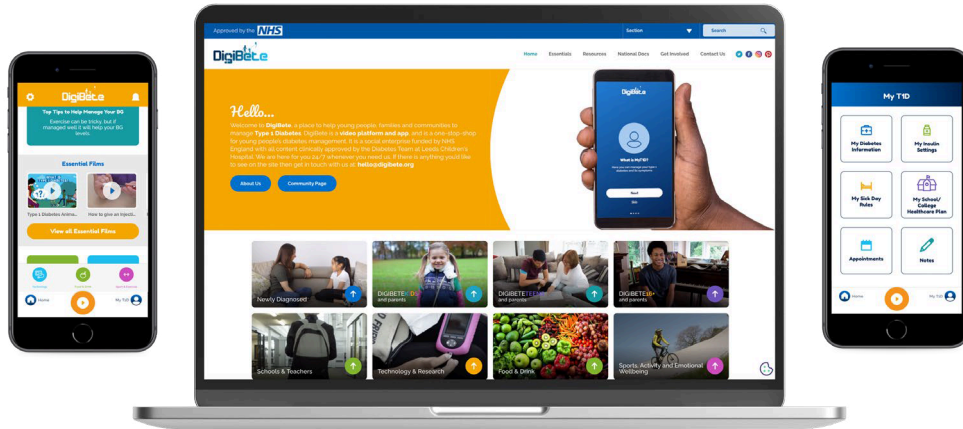 DigiBete
Top Tips to Help Manage Your BG
Exercise can be tricky, but if
managed well it will help your BG
levels.
Essential Films
Type 1 Diabetes Anima...
How to give an Injecti...
View all Essential Films
Home
My T1D
Approved by the NHS
Section
Search
DigiBete
Home
Essentials
Resources
National Docs
Get Involved
Contact Us
Hello...
Welcome to DigiBete, a place to help young people, families and communities to
manage Type 1 Diabetes. DigiBete is a video platform and app, and is a one-stop-shop
for young people's diabetes management. It is a social enterprise funded by NHS
England with all content clinically approved by the Diabetes Team at Leeds Children's
Hospital. We are here for you 24/7 whenever you need us. If there is anything you'd like
to see on the site then get in touch with us at hello@digibete.org
About Us
Community Page
DigiBete
What is MyT1D?
Next
Newly Diagnosed
DIGIBETEKIDS
and parents
DIGIBETETEENS
and parents
DIGIBETE16+
and parents
Schools & Teachers
Technology & Research
Food & Drink
Sports, Activity and Emotional
Wellbeing
My T1D
My Diabetes
Information
My Insulin
Settings
My Sick Day
Rules
My School/
College
Healthcare Plan
Appointments
Notes
Home
My T1D